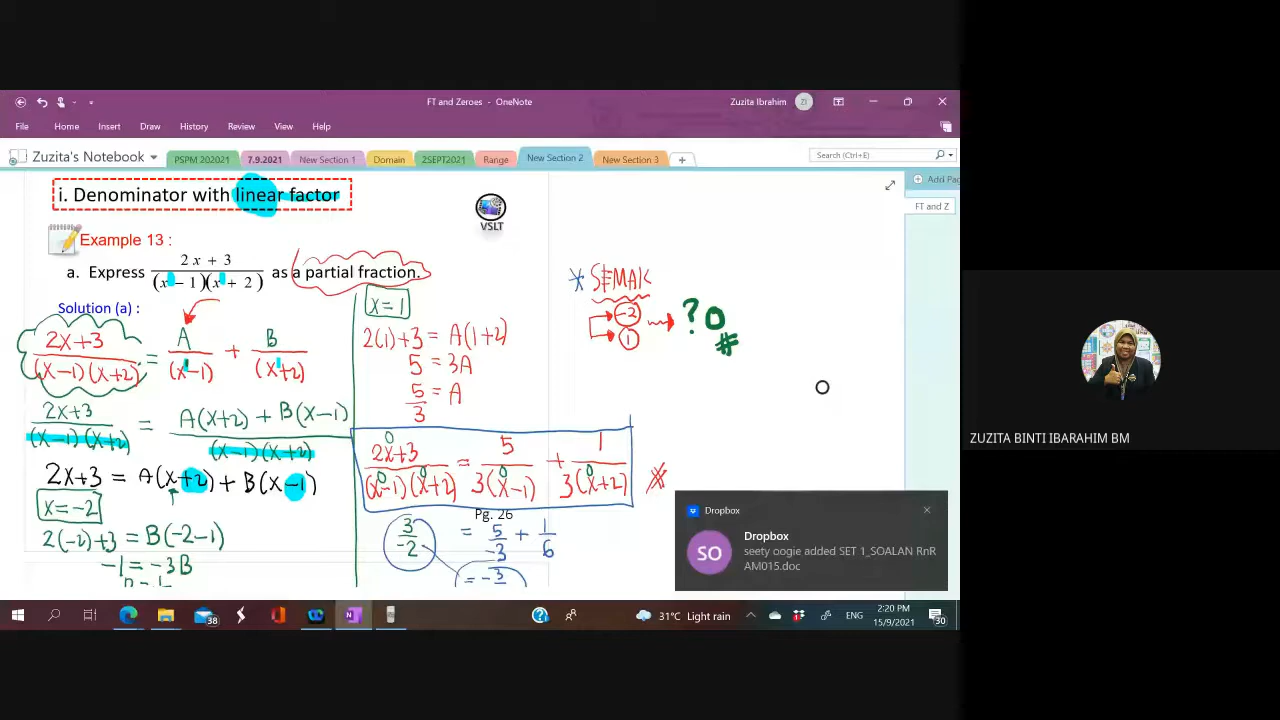 FT and Zeroes - OneNote
Zuzita Ibrahim
ZI
File Home Insert Draw History Review View Help
Zuzita's Notebook
PSPM 202021
7.9.2021
New Section 1
Domain
2SEPT2021
Range
New Section 2
New Section 3
+
Search (Ctrl+E)
Add Pag
FT and Z
i. Denominator with linear factor
VSLT
Example 13 :
a. Express (2x + 3)/((x - 1)(x + 2)) as a partial fraction.
Solution (a) :
(2x+3)/((x-1)(x+2)) = A/(x-1) + B/(x+2)
(2x+3)/((x-1)(x+2)) = (A(x+2) + B(x-1))/((x-1)(x+2))
2x+3 = A(x+2) + B(x-1)
x=-2
2(-2)+3 = B(-2-1)
-1 = -3B
x=1
2(1)+3 = A(1+2)
5 = 3A
5/3 = A
(2x+3)/((x-1)(x+2)) = 5/(3(x-1)) + 1/(3(x+2))
Pg. 26
3/-2 = 5/-3 + 1/6
* SEMAK
-2
1
? 0
#
ZUZITA BINTI IBARAHIM BM
Dropbox
SO
Dropbox
seety oogie added SET 1_SOALAN RnR
AM015.doc
38
31°C Light rain
ENG
2:20 PM
15/9/2021
30